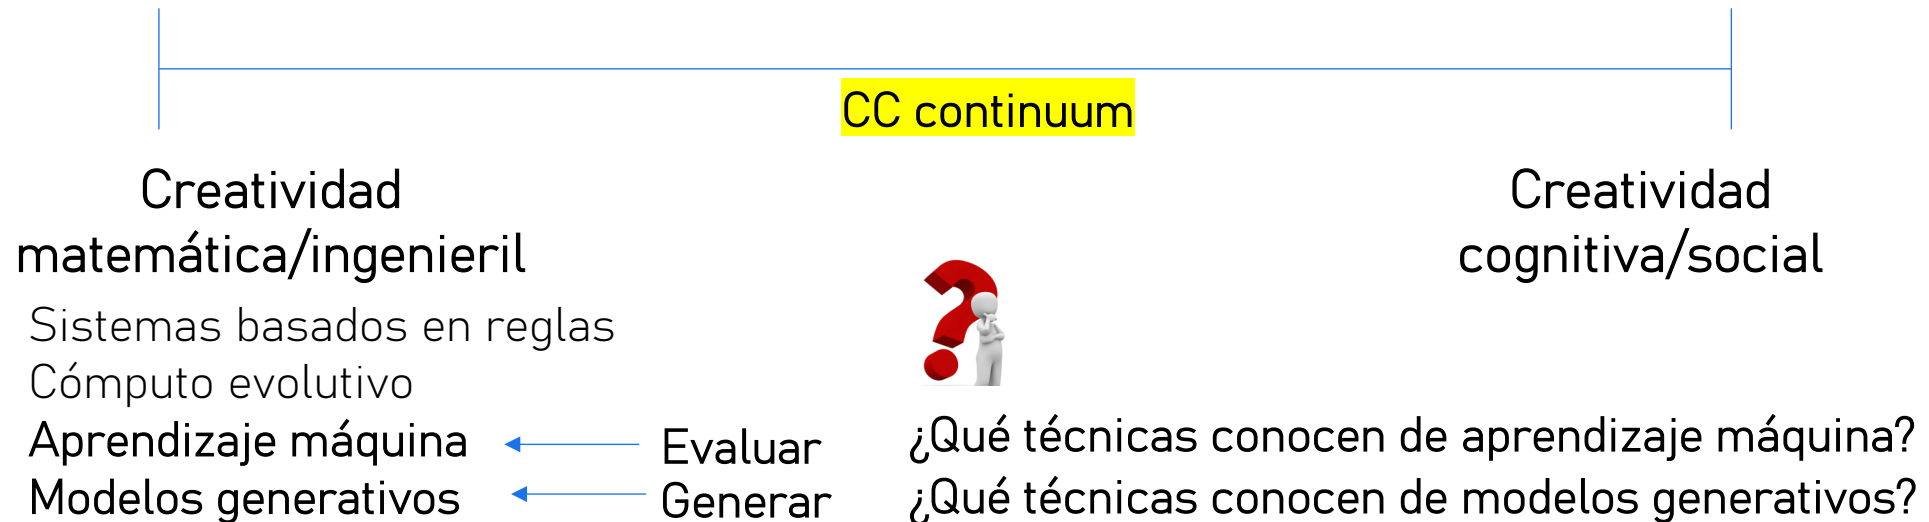 CC continuum
Creatividad
matemática/ingenieril
Creatividad
cognitiva/social
Sistemas basados en reglas
Cómputo evolutivo
Aprendizaje máquina
Evaluar
¿Qué técnicas conocen de aprendizaje máquina?
Modelos generativos
Generar
¿Qué técnicas conocen de modelos generativos?